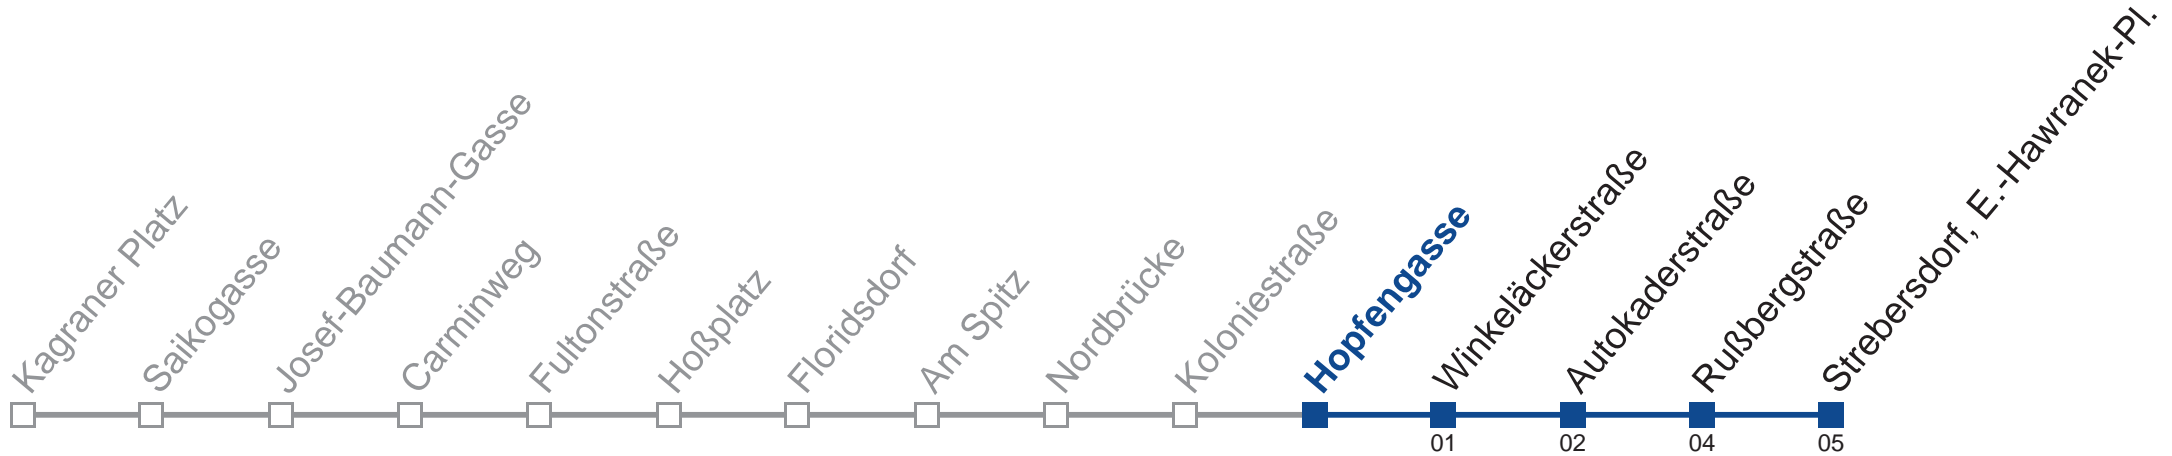 Kagraner Platz
Saikogasse
Josef-Baumann-Gasse
Carminweg
Fultonstraße
Hoßplatz
Floridsdorf
Am Spitz
Nordbrücke
Koloniestraße
Hopfengasse
Winkeläckerstraße
Autokaderstraße
Rußbergstraße
Strebersdorf, E.-Hawranek-Pl.
01
02
04
05